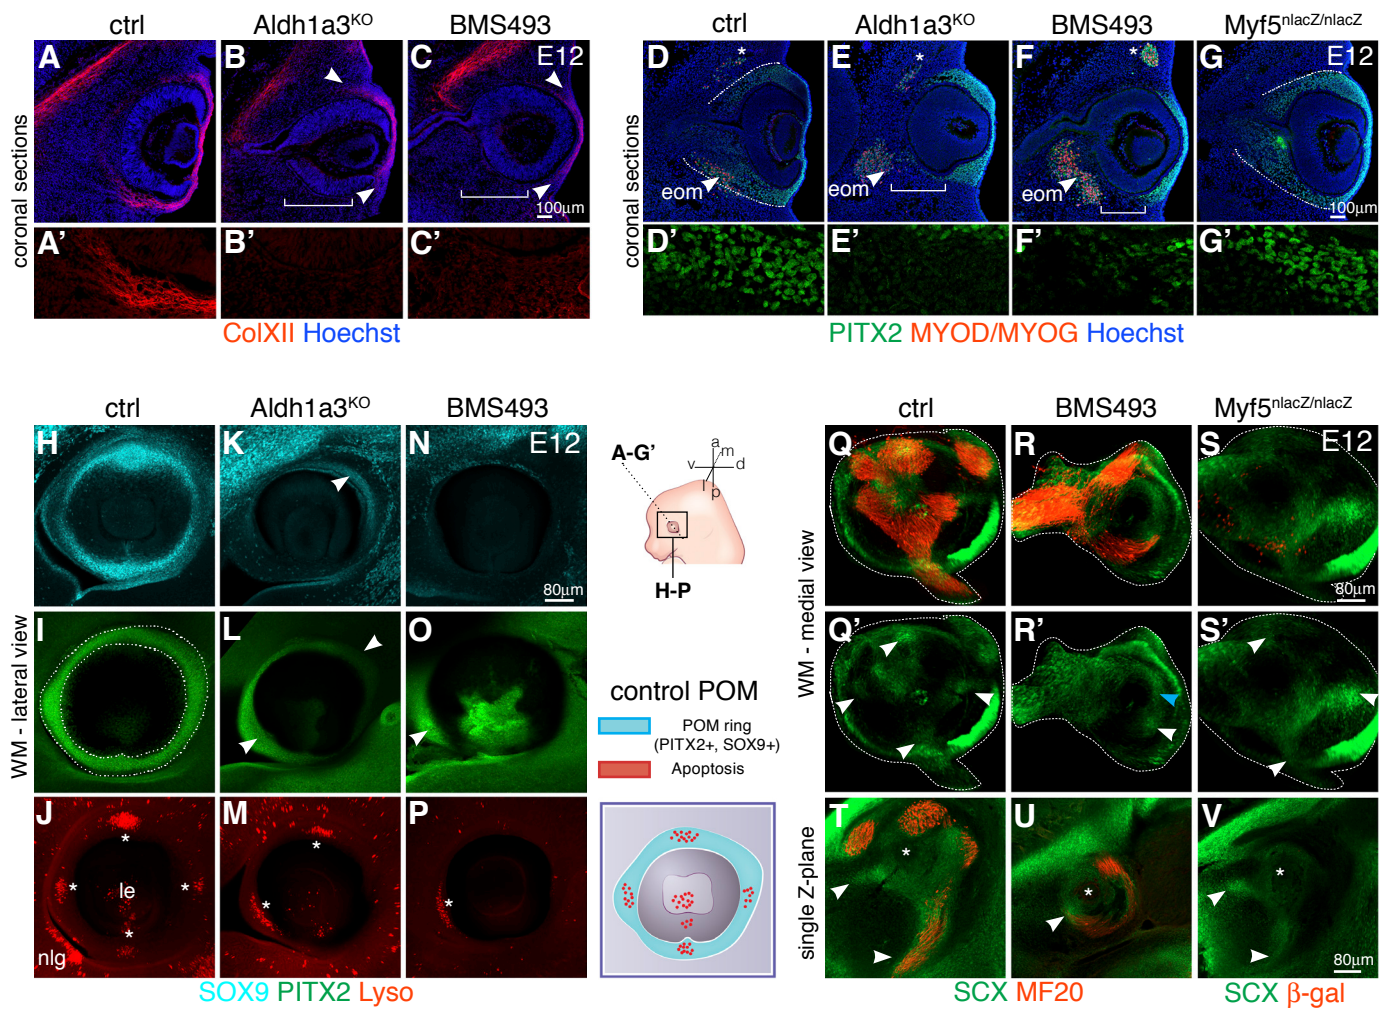 ctrl Aldh1a3KO BMS493
A B C E12
coronal sections
100µm
A' B' C'
ColXII Hoechst
ctrl Aldh1a3KO BMS493 Myf5nlacZ/nlacZ
D * E * F * G E12
coronal sections
eom eom eom 100µm
D' E' F' G'
PITX2 MYOD/MYOG Hoechst
ctrl Aldh1a3KO BMS493
H K N E12
80µm
WM - lateral view
I L O
J M P
* * le * *
* *
*
nlg
SOX9 PITX2 Lyso
A-G'
a
m
v d
l
p
H-P
control POM
POM ring
(PITX2+, SOX9+)
Apoptosis
ctrl BMS493 Myf5nlacZ/nlacZ
Q R S E12
80µm
WM - medial view
Q' R' S'
single Z-plane
T U V
* * *
80µm
SCX MF20 SCX β-gal